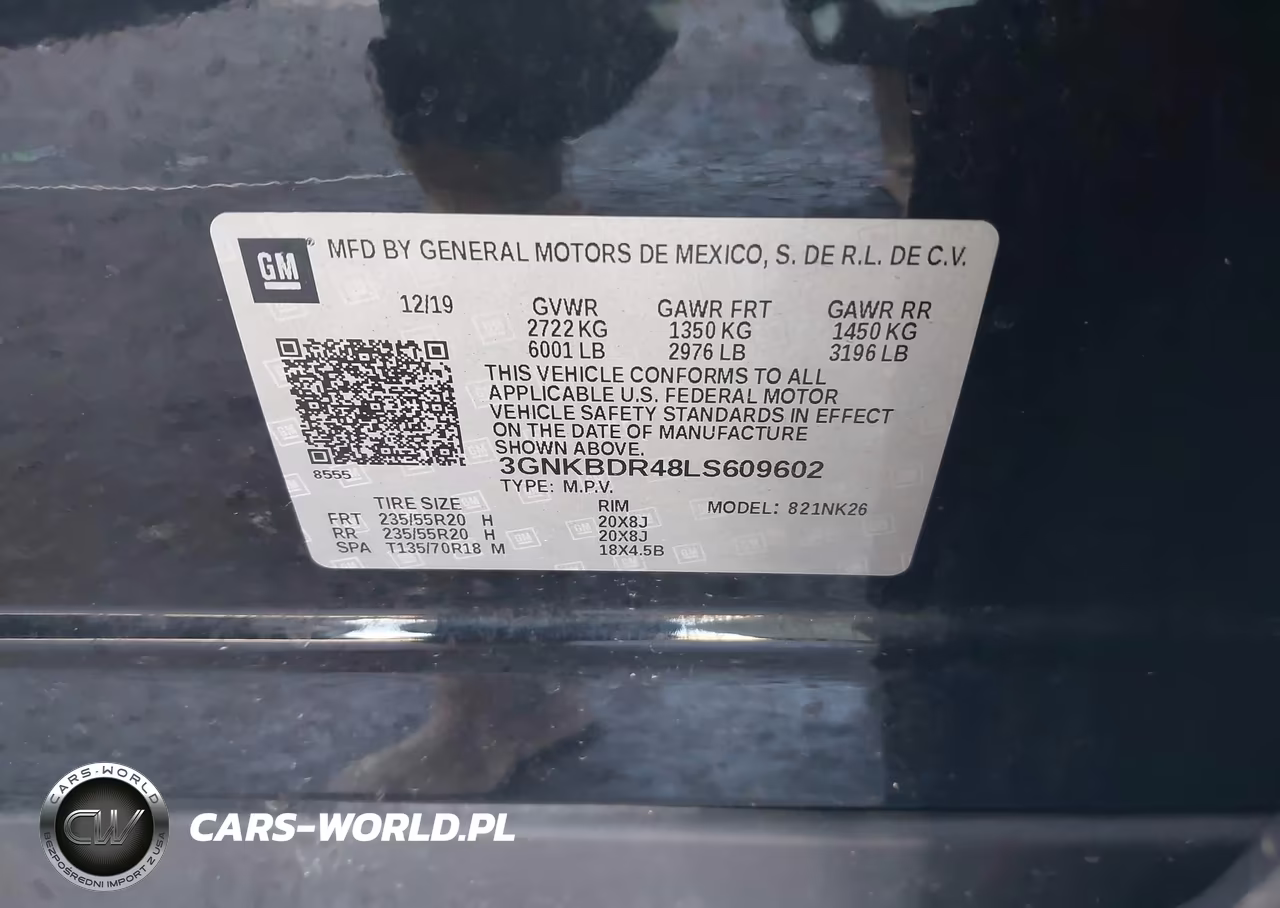 GM
MFD BY GENERAL MOTORS DE MEXICO, S. DE R.L. DE C.V.
12/19 GVWR GAWR FRT GAWR RR
2722 KG 1350 KG 1450 KG
6001 LB 2976 LB 3196 LB
THIS VEHICLE CONFORMS TO ALL
APPLICABLE U.S. FEDERAL MOTOR
VEHICLE SAFETY STANDARDS IN EFFECT
ON THE DATE OF MANUFACTURE
SHOWN ABOVE.
8555
3GNKBDR48LS609602
TYPE: M.P.V.
TIRE SIZE RIM MODEL: 821NK26
FRT 235/55R20 H 20X8J
RR 235/55R20 H 20X8J
SPA T135/70R18 M 18X4.5B
CARS-WORLD
CW
BEZPOŚREDNI IMPORT Z USA
CARS-WORLD.PL